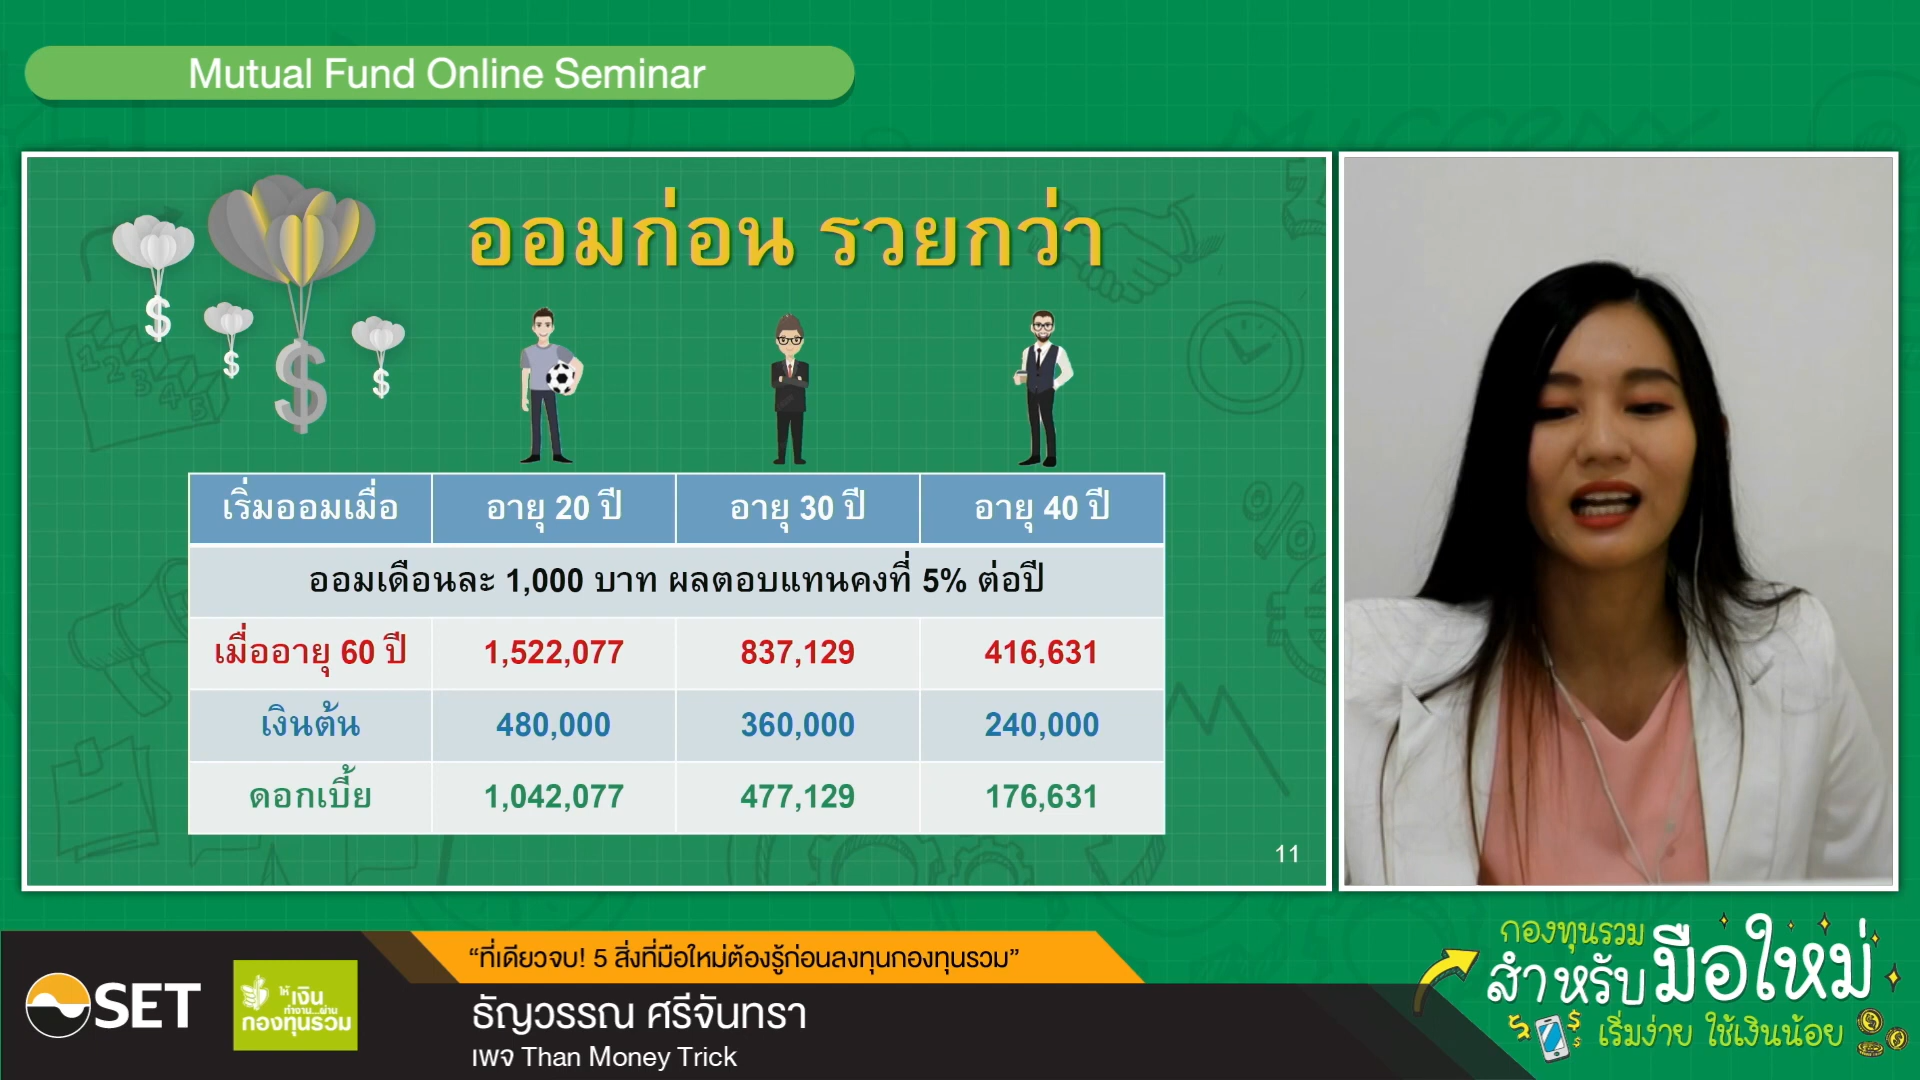 Mutual Fund Online Seminar
ออมก่อน รวยกว่า
เริ่มออมเมื่อ อายุ 20 ปี อายุ 30 ปี อายุ 40 ปี
ออมเดือนละ 1,000 บาท ผลตอบแทนคงที่ 5% ต่อปี
เมื่ออายุ 60 ปี 1,522,077 837,129 416,631
เงินต้น 480,000 360,000 240,000
ดอกเบี้ย 1,042,077 477,129 176,631
11
“ที่เดียวจบ! 5 สิ่งที่มือใหม่ต้องรู้ก่อนลงทุนกองทุนรวม”
SET
ให้เงิน
ทำงาน...ผ่าน
กองทุนรวม
ธัญวรรณ ศรีจันทรา
เพจ Than Money Trick
กองทุนรวม
สำหรับมือใหม่
เริ่มง่าย ใช้เงินน้อย